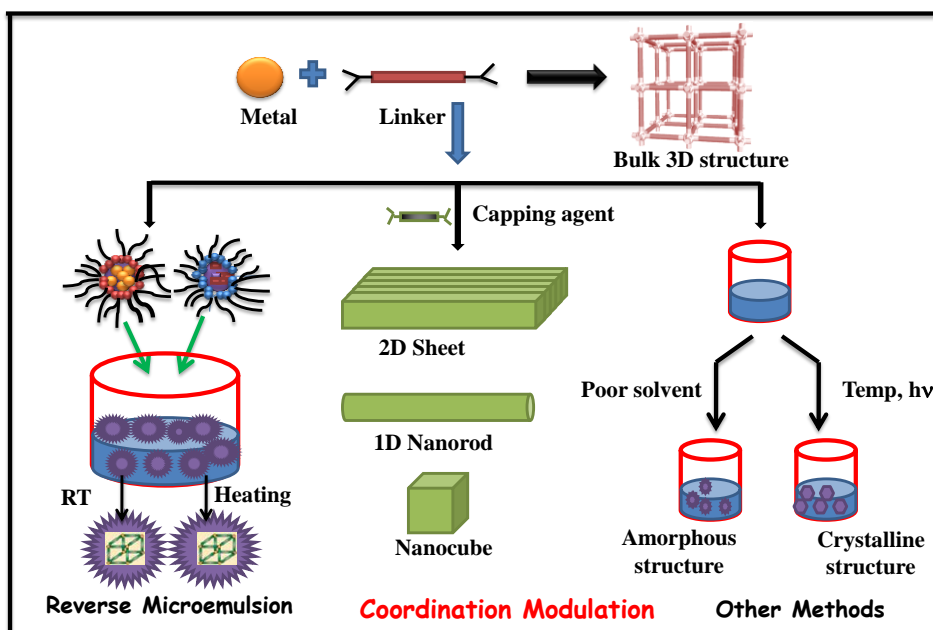 Metal
Linker
Bulk 3D structure
Capping agent
2D Sheet
1D Nanorod
Nanocube
RT
Heating
Reverse Microemulsion
Coordination Modulation
Poor solvent
Temp, hν
Amorphous
structure
Crystalline
structure
Other Methods